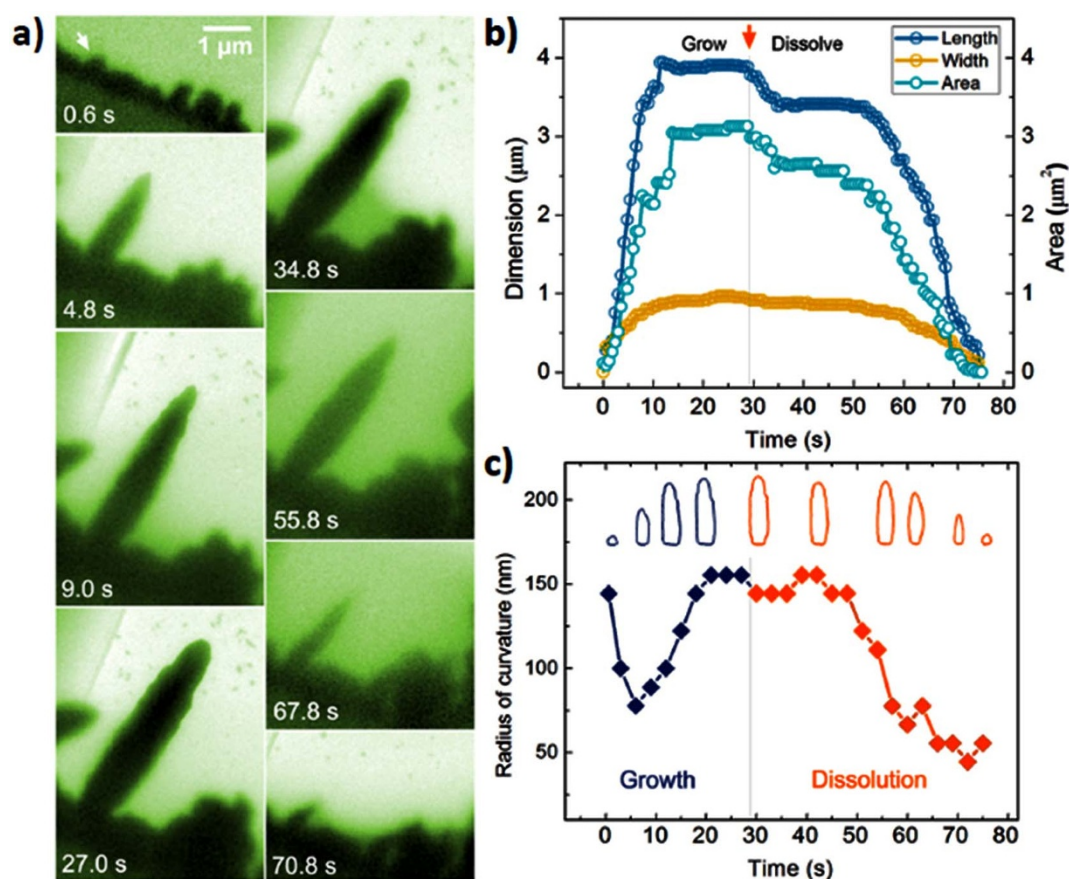 a)
1 µm
0.6 s
4.8 s
9.0 s
27.0 s
34.8 s
55.8 s
67.8 s
70.8 s
b)
Grow
Dissolve
Length
Width
Area
4
3
2
1
0
Dimension (µm)
4
3
2
1
0
Area (µm²)
0 10 20 30 40 50 60 70 80
Time (s)
c)
200
150
100
50
Radius of curvature (nm)
Growth
Dissolution
0 10 20 30 40 50 60 70 80
Time (s)